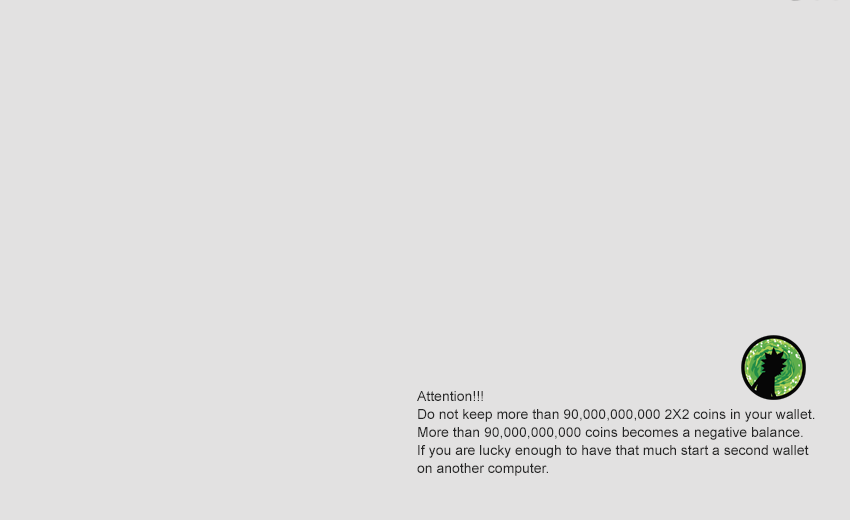 Attention!!!
Do not keep more than 90,000,000,000 2X2 coins in your wallet.
More than 90,000,000,000 coins becomes a negative balance.
If you are lucky enough to have that much start a second wallet
on another computer.